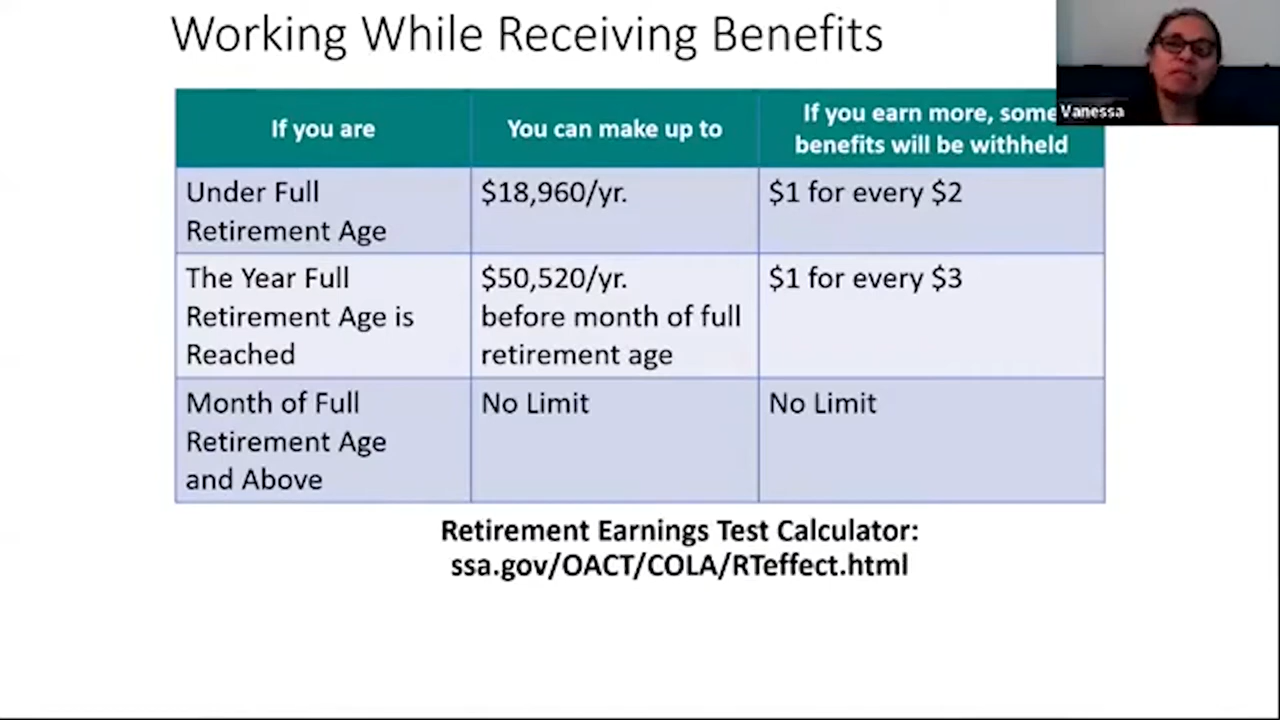 Working While Receiving Benefits
Vanessa
If you are
You can make up to
If you earn more, some
benefits will be withheld
Under Full
Retirement Age
$18,960/yr.
$1 for every $2
The Year Full
Retirement Age is
Reached
$50,520/yr.
before month of full
retirement age
$1 for every $3
Month of Full
Retirement Age
and Above
No Limit
No Limit
Retirement Earnings Test Calculator:
ssa.gov/OACT/COLA/RTeffect.html